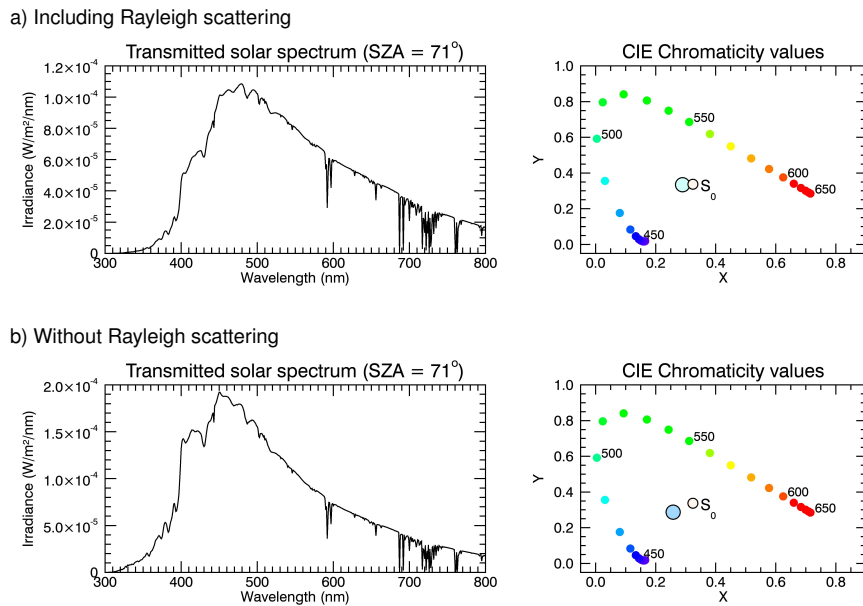 a) Including Rayleigh scattering
Transmitted solar spectrum (SZA = 71°)
Irradiance (W/m²/nm)
1.2×10⁻⁴
1.0×10⁻⁴
8.0×10⁻⁵
6.0×10⁻⁵
4.0×10⁻⁵
2.0×10⁻⁵
0
300 400 500 600 700 800
Wavelength (nm)
CIE Chromaticity values
Y
1.0
0.8
0.6
0.4
0.2
0.0
550
500
600
650
S₀
450
0.0 0.2 0.4 0.6 0.8
X
b) Without Rayleigh scattering
Transmitted solar spectrum (SZA = 71°)
Irradiance (W/m²/nm)
2.0×10⁻⁴
1.5×10⁻⁴
1.0×10⁻⁴
5.0×10⁻⁵
0
300 400 500 600 700 800
Wavelength (nm)
CIE Chromaticity values
Y
1.0
0.8
0.6
0.4
0.2
0.0
550
500
600
650
S₀
450
0.0 0.2 0.4 0.6 0.8
X